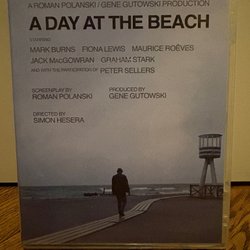 A ROMAN POLANSKI / GENE GUTOWSKI PRODUCTION
A DAY AT THE BEACH
STARRING
MARK BURNS FIONA LEWIS MAURICE ROËVES
JACK MacGOWRAN GRAHAM STARK
AND WITH THE PARTICIPATION OF PETER SELLERS
SCREENPLAY BY PRODUCED BY
ROMAN POLANSKI GENE GUTOWSKI
DIRECTED BY
SIMON HESERA